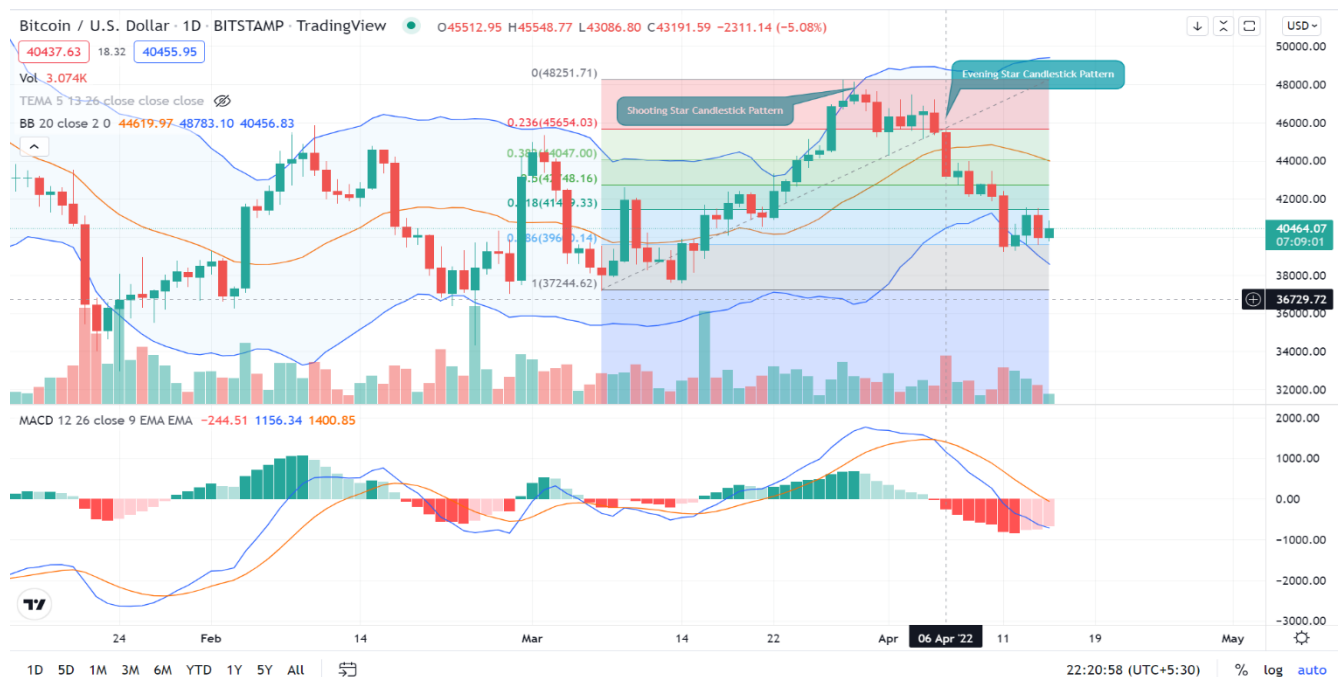 Bitcoin / U.S. Dollar · 1D · BITSTAMP · TradingView O45512.95 H45548.77 L43086.80 C43191.59 −2311.14 (−5.08%)
USD
40437.63 18.32 40455.95
Vol 3.074K
TEMA 5 13 26 close close close
BB 20 close 2 0 44619.97 48783.10 40456.83
0(48251.71)
0.236(45654.03)
1(37244.62)
Shooting Star Candlestick Pattern
Evening Star Candlestick Pattern
50000.00
48000.00
46000.00
44000.00
42000.00
40464.07
07:09:01
38000.00
36729.72
36000.00
34000.00
32000.00
MACD 12 26 close 9 EMA EMA −244.51 1156.34 1400.85
2000.00
1000.00
0.00
−1000.00
−2000.00
−3000.00
24 Feb 14 Mar 14 22 Apr 06 Apr '22 11 19 May
1D 5D 1M 3M 6M YTD 1Y 5Y All
22:20:58 (UTC+5:30) % log auto